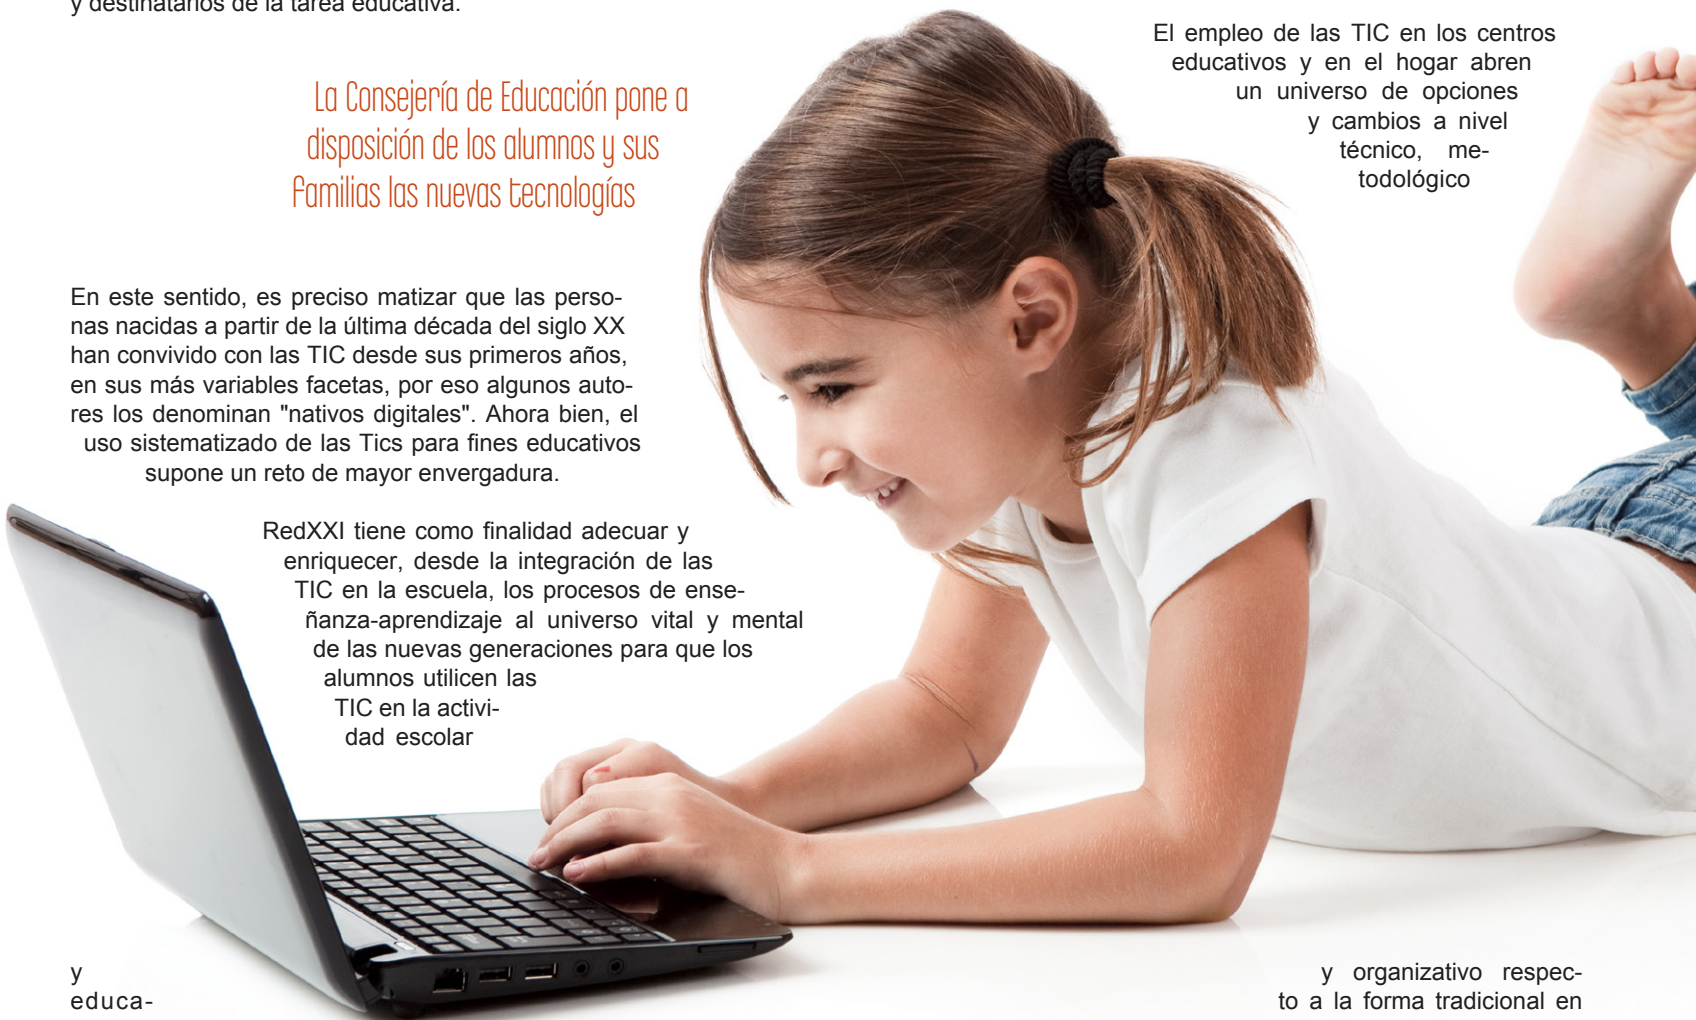 y destinatarios de la tarea educativa.
La Consejería de Educación pone a
disposición de los alumnos y sus
familias las nuevas tecnologías
En este sentido, es preciso matizar que las perso-
nas nacidas a partir de la última década del siglo XX
han convivido con las TIC desde sus primeros años,
en sus más variables facetas, por eso algunos auto-
res los denominan "nativos digitales". Ahora bien, el
uso sistematizado de las Tics para fines educativos
supone un reto de mayor envergadura.
RedXXI tiene como finalidad adecuar y
enriquecer, desde la integración de las
TIC en la escuela, los procesos de ense-
ñanza-aprendizaje al universo vital y mental
de las nuevas generaciones para que los
alumnos utilicen las
TIC en la activi-
dad escolar
y
educa-
El empleo de las TIC en los centros
educativos y en el hogar abren
un universo de opciones
y cambios a nivel
técnico, me-
todológico
y organizativo respec-
to a la forma tradicional en